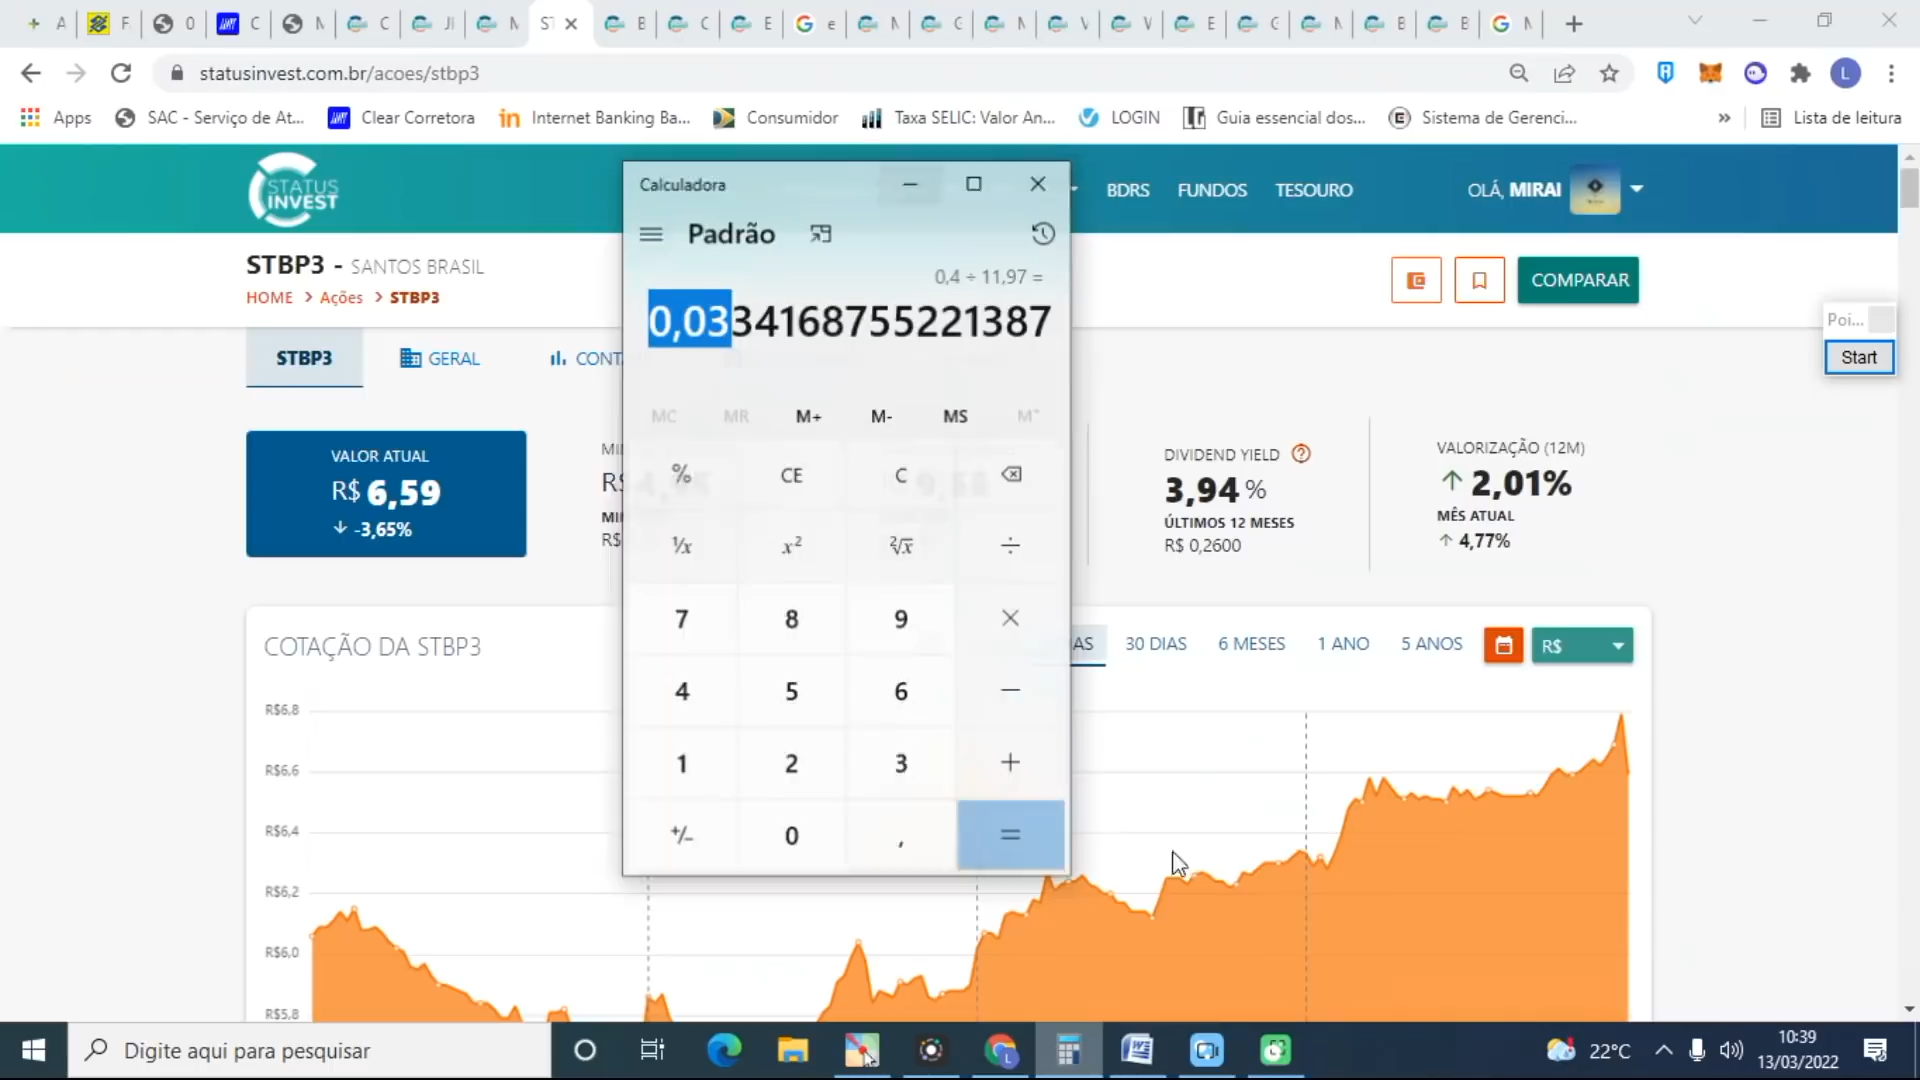 statusinvest.com.br/acoes/stbp3
L
Apps
SAC - Serviço de At...
Clear Corretora
Internet Banking Ba...
Consumidor
Taxa SELIC: Valor An...
LOGIN
Guia essencial dos...
Sistema de Gerenci...
»
Lista de leitura
STATUS
INVEST
BDRS
FUNDOS
TESOURO
OLÁ, MIRAI
STBP3 - SANTOS BRASIL
HOME > Ações > STBP3
COMPARAR
Poi...
Start
STBP3
GERAL
CONT
Calculadora
Padrão
0,4 ÷ 11,97 =
0,0334168755221387
MC MR M+ M- MS M˅
% CE C
¹/x x² ²√x ÷
7 8 9 ×
4 5 6 −
1 2 3 +
+/− 0 , =
VALOR ATUAL
R$ 6,59
-3,65%
DIVIDEND YIELD ?
3,94 %
ÚLTIMOS 12 MESES
R$ 0,2600
VALORIZAÇÃO (12M)
2,01%
MÊS ATUAL
4,77%
COTAÇÃO DA STBP3
AS
30 DIAS
6 MESES
1 ANO
5 ANOS
R$
R$6,8
R$6,6
R$6,4
R$6,2
R$6,0
R$5,8
Digite aqui para pesquisar
22°C
10:39
13/03/2022